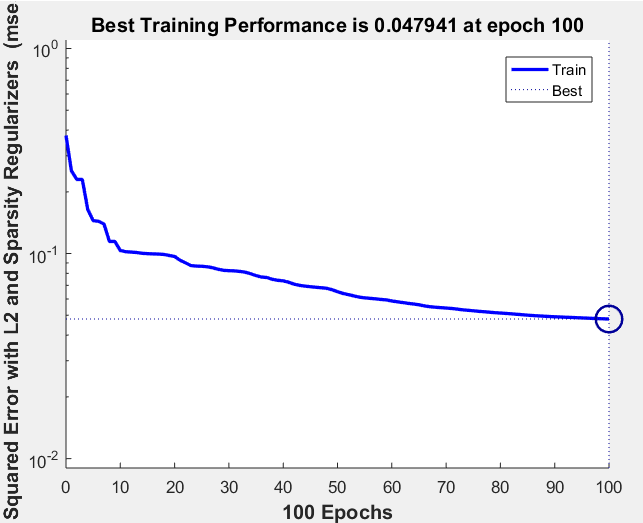 Best Training Performance is 0.047941 at epoch 100
Squared Error with L2 and Sparsity Regularizers (mse
10^0
10^-1
10^-2
Train
Best
0 10 20 30 40 50 60 70 80 90 100
100 Epochs